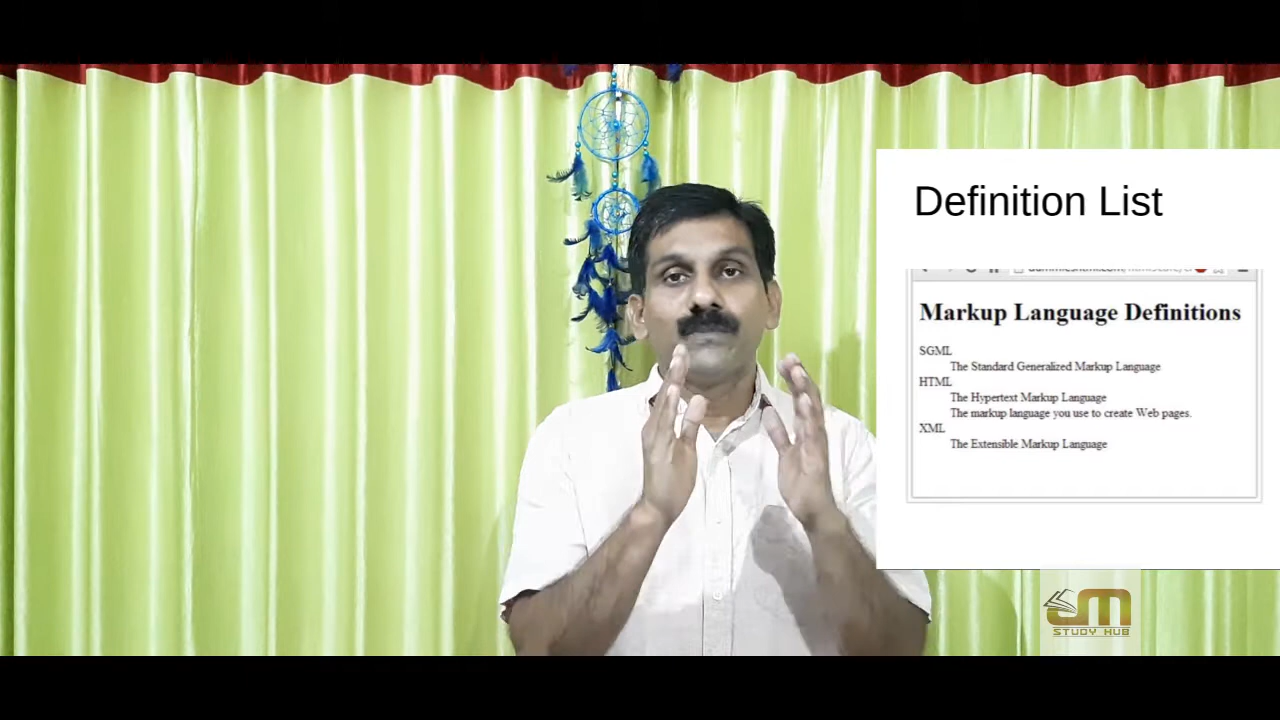 Definition List
Markup Language Definitions
SGML
The Standard Generalized Markup Language
HTML
The Hypertext Markup Language
The markup language you use to create Web pages.
XML
The Extensible Markup Language
STUDY HUB